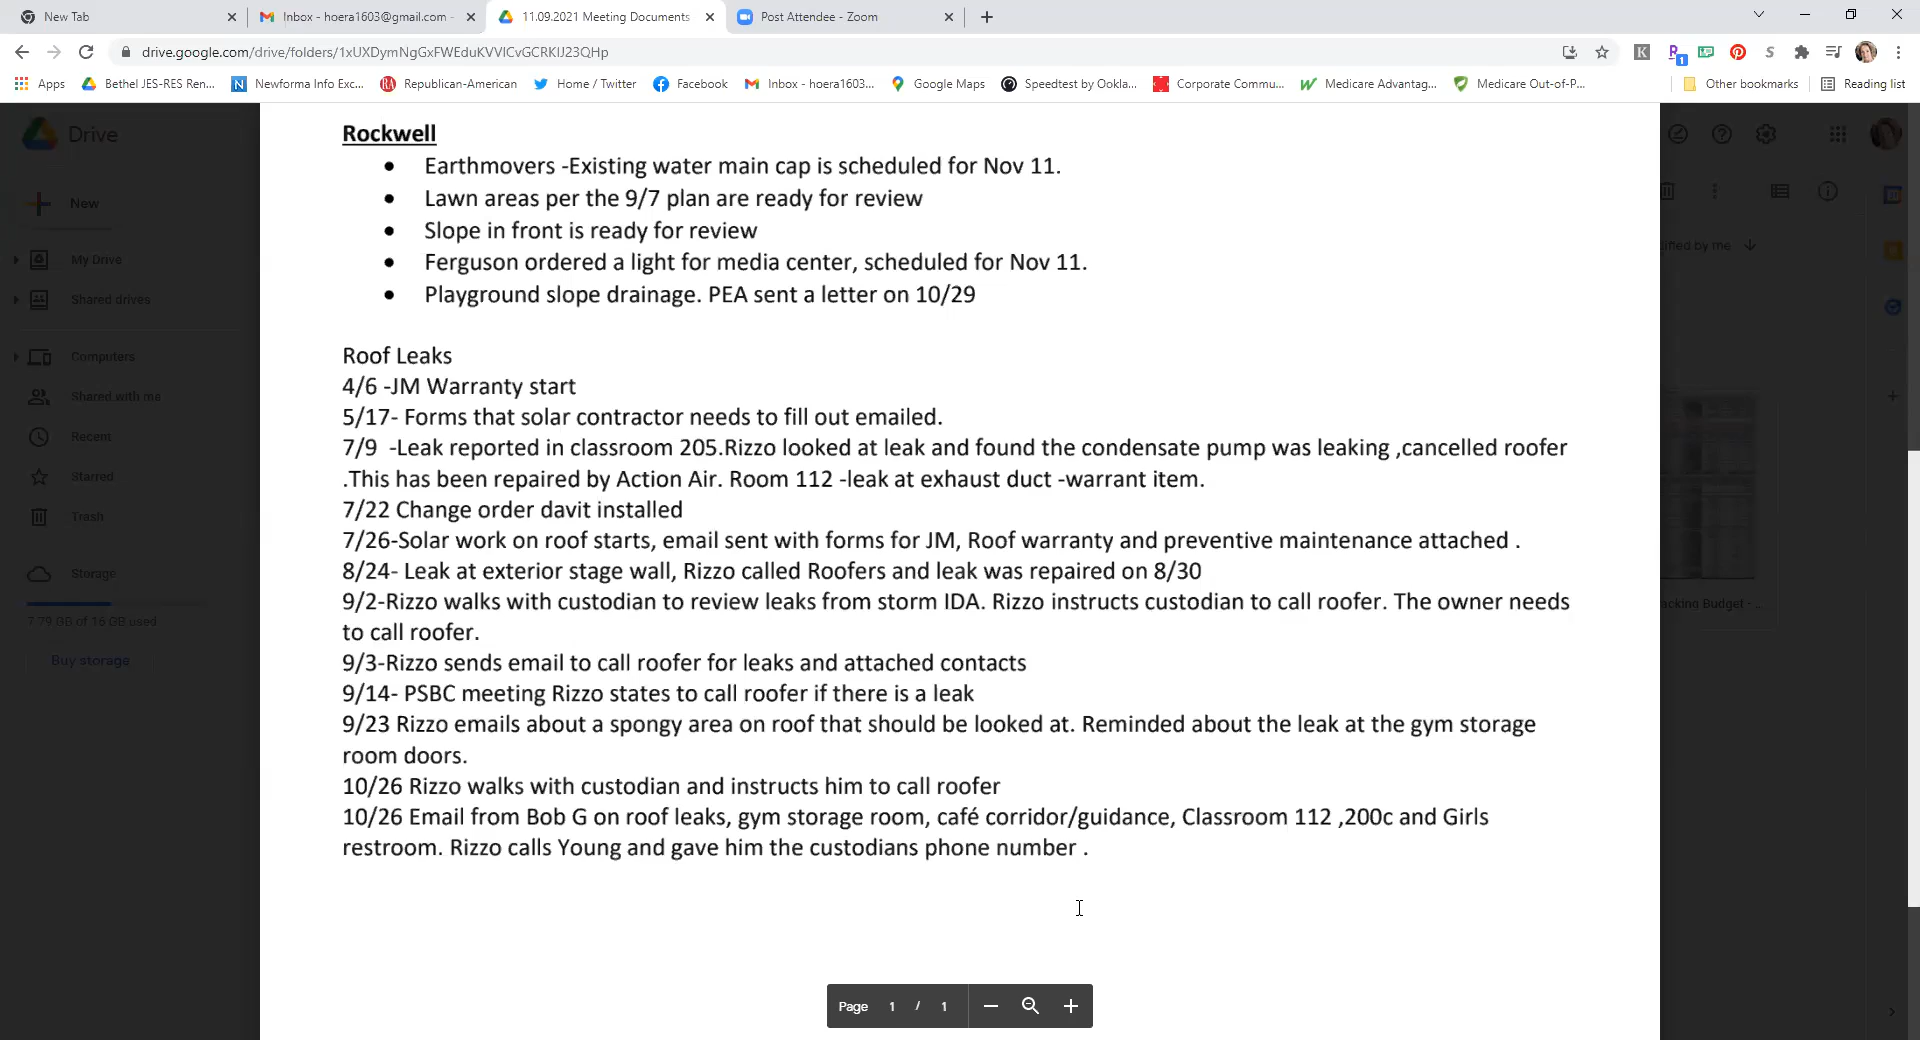 New Tab
Inbox - hoera1603@gmail.com -
11.09.2021 Meeting Documents
Post Attendee - Zoom
drive.google.com/drive/folders/1xUXDymNgGxFWEduKVVICvGCRKIJ23QHp
Apps
Bethel JES-RES Ren...
Newforma Info Exc...
Republican-American
Home / Twitter
Facebook
Inbox - hoera1603...
Google Maps
Speedtest by Ookla...
Corporate Commu...
Medicare Advantag...
Medicare Out-of-P...
Other bookmarks
Reading list
Drive
New
My Drive
Shared drives
Computers
Shared with me
Recent
Starred
Trash
Storage
7.79 GB of 16 GB used
Buy storage
Rockwell
• Earthmovers -Existing water main cap is scheduled for Nov 11.
• Lawn areas per the 9/7 plan are ready for review
• Slope in front is ready for review
• Ferguson ordered a light for media center, scheduled for Nov 11.
• Playground slope drainage. PEA sent a letter on 10/29
Roof Leaks
4/6 -JM Warranty start
5/17- Forms that solar contractor needs to fill out emailed.
7/9 -Leak reported in classroom 205.Rizzo looked at leak and found the condensate pump was leaking ,cancelled roofer
.This has been repaired by Action Air. Room 112 -leak at exhaust duct -warrant item.
7/22 Change order davit installed
7/26-Solar work on roof starts, email sent with forms for JM, Roof warranty and preventive maintenance attached .
8/24- Leak at exterior stage wall, Rizzo called Roofers and leak was repaired on 8/30
9/2-Rizzo walks with custodian to review leaks from storm IDA. Rizzo instructs custodian to call roofer. The owner needs
to call roofer.
9/3-Rizzo sends email to call roofer for leaks and attached contacts
9/14- PSBC meeting Rizzo states to call roofer if there is a leak
9/23 Rizzo emails about a spongy area on roof that should be looked at. Reminded about the leak at the gym storage
room doors.
10/26 Rizzo walks with custodian and instructs him to call roofer
10/26 Email from Bob G on roof leaks, gym storage room, café corridor/guidance, Classroom 112 ,200c and Girls
restroom. Rizzo calls Young and gave him the custodians phone number .
ified by me
acking Budget - ...
Page 1 / 1